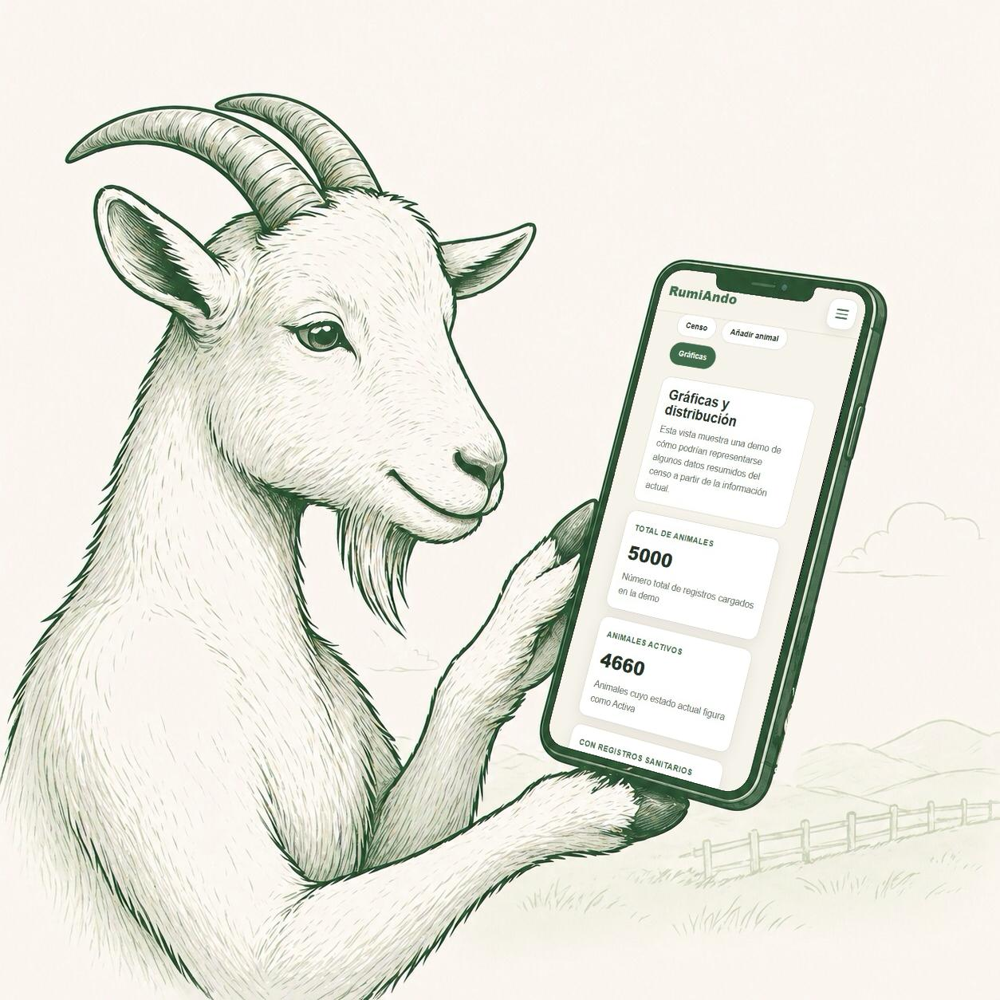 RumiAndo
Censo
Añadir animal
Gráficas
Gráficas y
distribución
Esta vista muestra una demo de
cómo podrían representarse
algunos datos resumidos del
censo a partir de la información
actual.
TOTAL DE ANIMALES
5000
Número total de registros cargados
en la demo
ANIMALES ACTIVOS
4660
Animales cuyo estado actual figura
como Activa
CON REGISTROS SANITARIOS